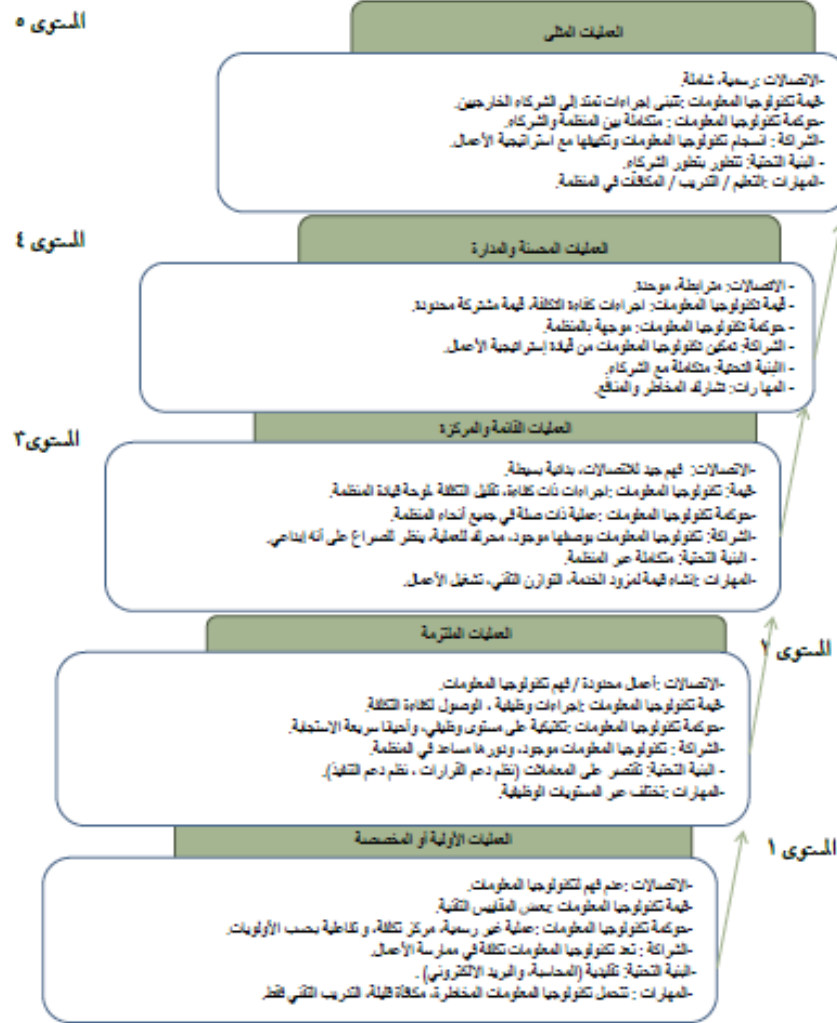 المستوى ٥
العمليات المثلى
-الاتصالات :رسمية، شاملة.
-قيمة تكنولوجيا المعلومات :تتبنى إجراءات تمتد إلى الشركاء الخارجيين.
-حوكمة تكنولوجيا المعلومات : متكاملة بين المنظمة والشركاء.
-الشراكة : انسجام تكنولوجيا المعلومات وتكييفها مع استراتيجية الأعمال.
- البنية التحتية: تتطور بتطور الشركاء.
-المهارات :التعليم / التدريب / المكافآت في المنظمة.
المستوى ٤
العمليات المحسنة والمدارة
- الاتصالات: مترابطة، موحدة.
- قيمة تكنولوجيا المعلومات: اجراءات كفاءة التكلفة، قيمة مشتركة محدودة.
- حوكمة تكنولوجيا المعلومات: موجهة بالمنظمة.
- الشراكة: تمكين تكنولوجيا المعلومات من قيادة إستراتيجية الأعمال.
- البنية التحتية: متكاملة مع الشركاء.
- المهارات: تشارك المخاطر والمنافع.
المستوى٣
العمليات القائمة والمركزة
-الاتصالات: فهم جيد للاتصالات، بدائية بسيطة.
-قيمة: تكنولوجيا المعلومات :اجراءات ذات كفاءة، تقليل التكلفة لوحة قيادة المنظمة.
-حوكمة تكنولوجيا المعلومات :عملية ذات صلة في جميع أنحاء المنظمة.
-الشراكة: تكنولوجيا المعلومات بوصفها موجود، محرك للعملية، ينظر للصراع على أنه إبداعي.
- البنية التحتية: متكاملة عبر المنظمة.
-المهارات :إنشاء قيمة لمزود الخدمة، التوازن التقني، تشغيل الأعمال.
المستوى ٢
العمليات الملتزمة
-الاتصالات :أعمال محدودة / فهم تكنولوجيا المعلومات.
-قيمة تكنولوجيا المعلومات :إجراءات وظيفية ، الوصول لكفاءة التكلفة.
-حوكمة تكنولوجيا المعلومات :تكتيكية على مستوى وظيفي، وأحيانا سريعة الاستجابة.
-الشراكة : تكنولوجيا المعلومات موجود، ودورها مساعد في المنظمة.
- البنية التحتية: تقتصر على المعاملات (نظم دعم القرارات ، نظم دعم التنفيذ).
-المهارات :تختلف عبر المستويات الوظيفية.
المستوى ١
العمليات الأولية أو المخصصة
-الاتصالات :عدم فهم لتكنولوجيا المعلومات.
-قيمة تكنولوجيا المعلومات :بعض المقاييس التقنية.
-حوكمة تكنولوجيا المعلومات :عملية غير رسمية، مركز تكلفة، و تفاعلية بحسب الأولويات.
-الشراكة : تعد تكنولوجيا المعلومات تكلفة في ممارسة الأعمال.
-البنية التحتية: تقليدية (المحاسبة، والبريد الالكتروني) .
-المهارات : تتحمل تكنولوجيا المعلومات المخاطرة، مكافأة قليلة، التدريب التقني فقط.